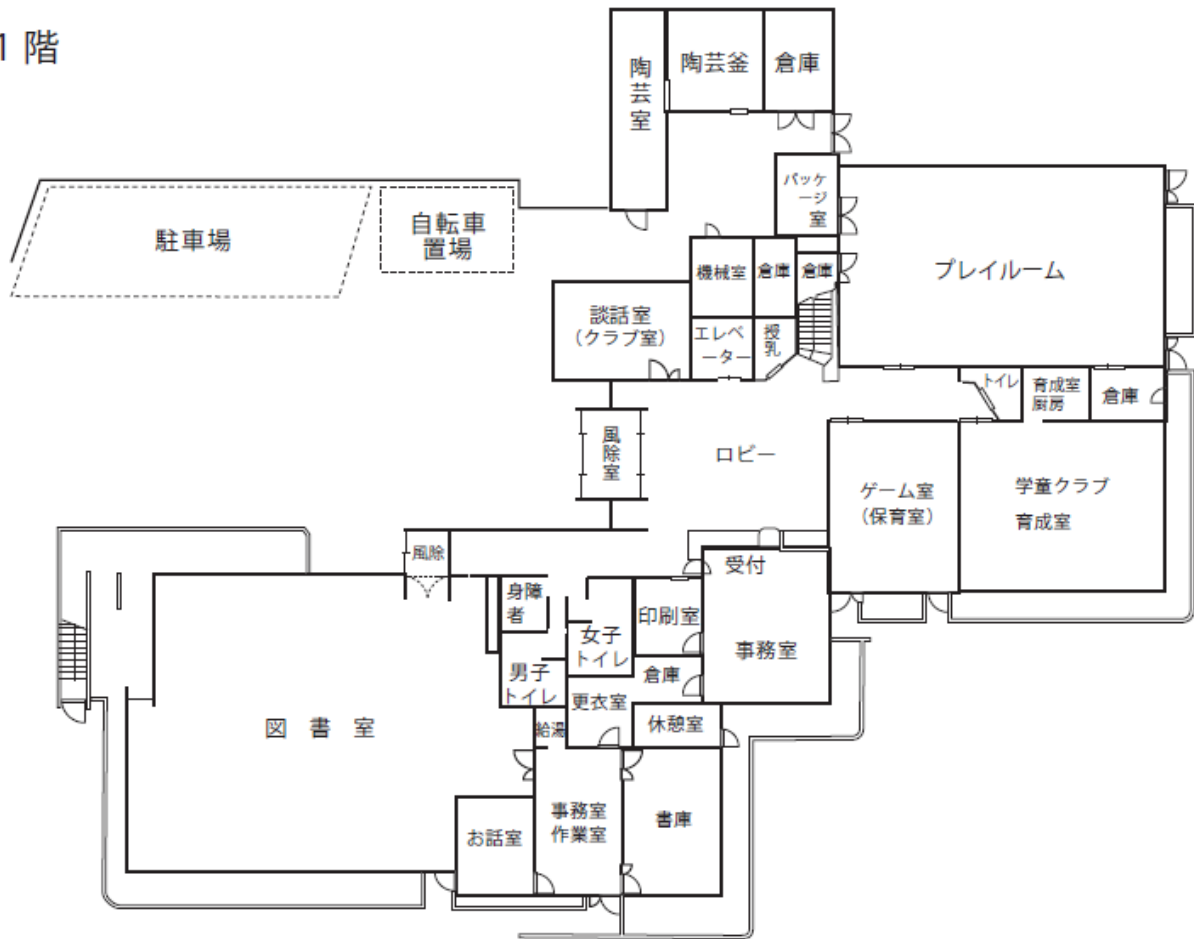 1 階
陶芸室
陶芸釜
倉庫
パッケ
ージ
室
駐車場
自転車
置場
プレイルーム
機械室
倉庫
倉庫
談話室
（クラブ室）
エレベ
ーター
授乳
トイレ
育成室
厨房
倉庫
風除室
ロビー
ゲーム室
（保育室）
学童クラブ
育成室
風除
受付
身障
者
印刷室
女子
トイレ
事務室
男子
トイレ
倉庫
更衣室
図 書 室
給湯
休憩室
事務室
作業室
書庫
お話室